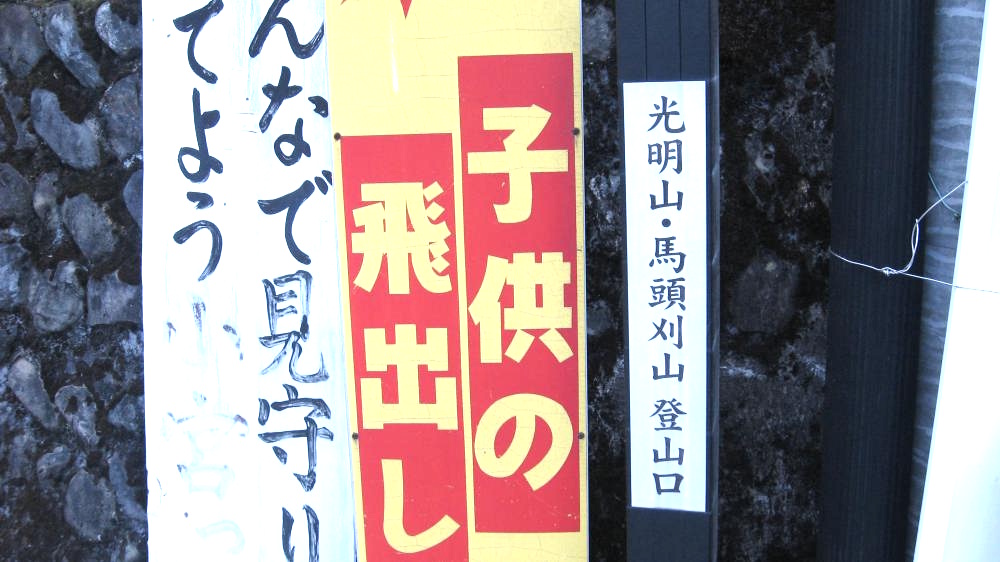 光明山・馬頭刈山 登山口
子供の
飛出し
んなで見守り
てよう